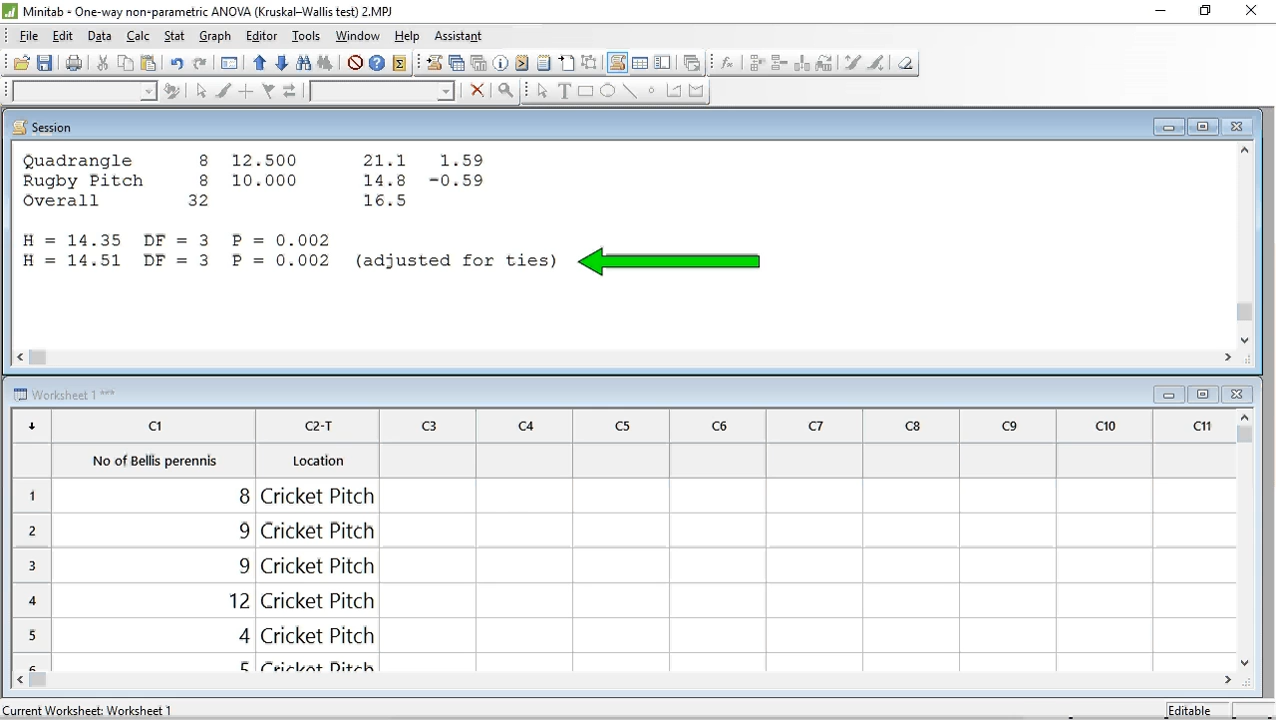 Minitab - One-way non-parametric ANOVA (Kruskal–Wallis test) 2.MPJ
File Edit Data Calc Stat Graph Editor Tools Window Help Assistant
Session
Quadrangle 8 12.500 21.1 1.59
Rugby Pitch 8 10.000 14.8 -0.59
Overall 32 16.5
H = 14.35 DF = 3 P = 0.002
H = 14.51 DF = 3 P = 0.002 (adjusted for ties)
Worksheet 1 ***
C1 C2-T C3 C4 C5 C6 C7 C8 C9 C10 C11
No of Bellis perennis Location
1 8 Cricket Pitch
2 9 Cricket Pitch
3 9 Cricket Pitch
4 12 Cricket Pitch
5 4 Cricket Pitch
6 5 Cricket Pitch
Current Worksheet: Worksheet 1 Editable